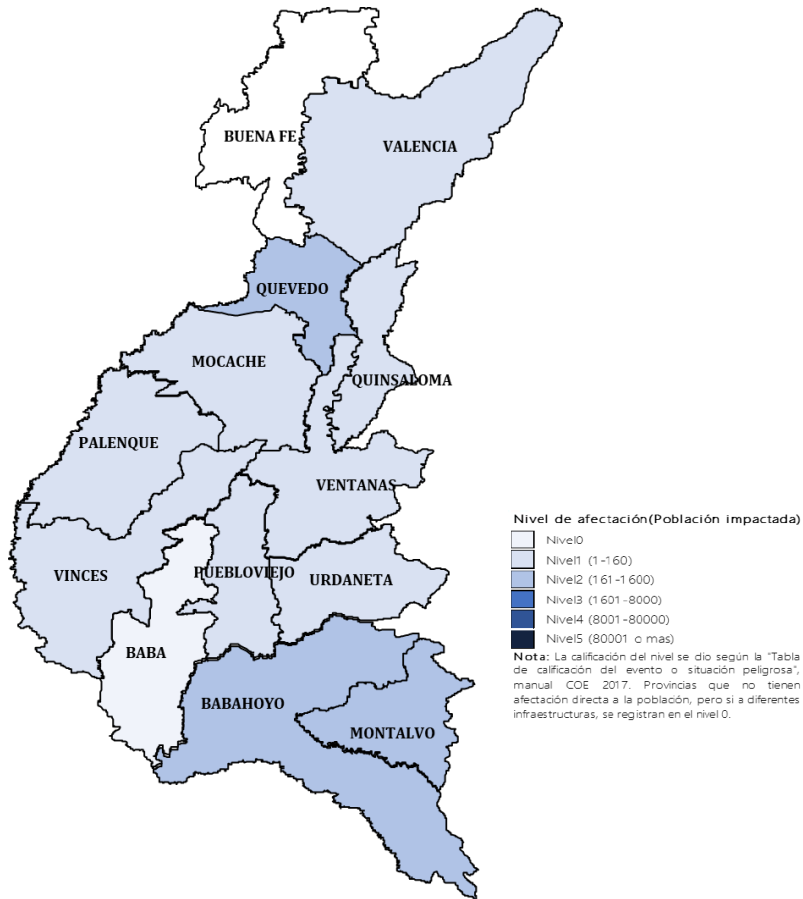 BUENA FE
VALENCIA
QUEVEDO
MOCACHE
QUINSALOMA
PALENQUE
VENTANAS
VINCES
PUEBLOVIEJO
URDANETA
BABA
BABAHOYO
MONTALVO
Nivel de afectación(Población impactada)
Nivel0
Nivel1 (1-160)
Nivel2 (161-1600)
Nivel3 (1601-8000)
Nivel4 (8001-80000)
Nivel5 (80001 o mas)
Nota: La calificación del nivel se dio según la "Tabla
de calificación del evento o situación peligrosa",
manual COE 2017. Provincias que no tienen
afectación directa a la población, pero si a diferentes
infraestructuras, se registran en el nivel 0.